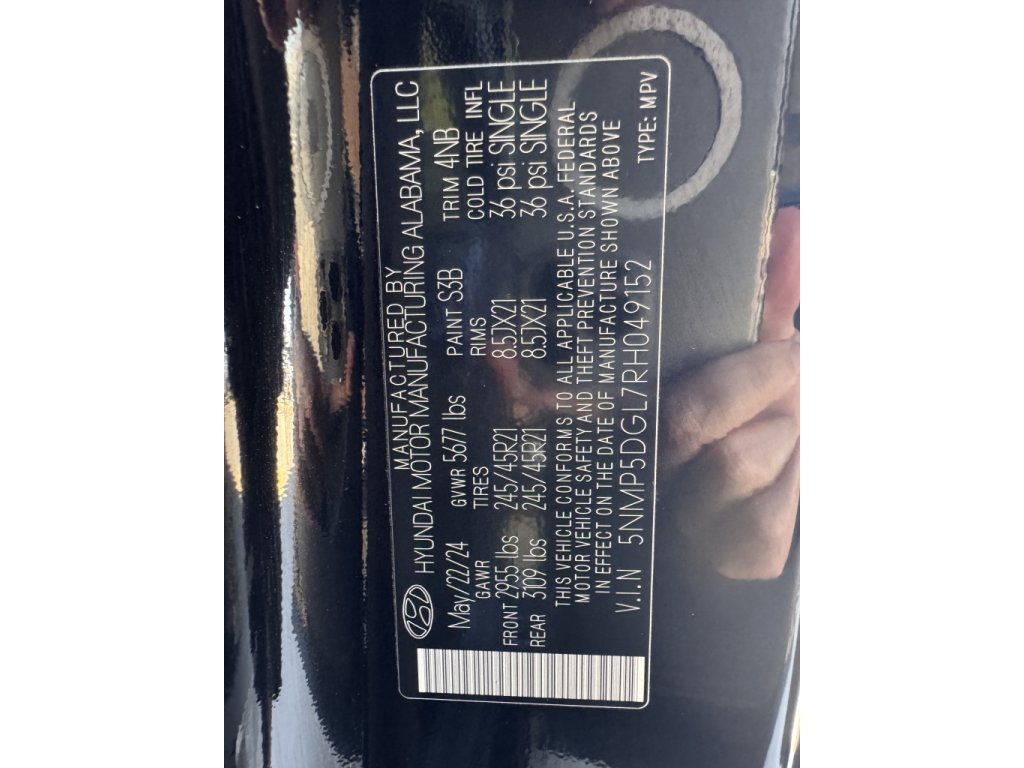 MANUFACTURED BY
HYUNDAI MOTOR MANUFACTURING ALABAMA, LLC
May/22/24 GVWR 5677 lbs PAINT S3B TRIM 4NB
GAWR TIRES RIMS COLD TIRE INFL
FRONT 2955 lbs 245/45R21 8.5JX21 36 psi SINGLE
REAR 3109 lbs 245/45R21 8.5JX21 36 psi SINGLE
THIS VEHICLE CONFORMS TO ALL APPLICABLE U.S.A. FEDERAL
MOTOR VEHICLE SAFETY AND THEFT PREVENTION STANDARDS
IN EFFECT ON THE DATE OF MANUFACTURE SHOWN ABOVE
V.I.N 5NMP5DGL7RH049152 TYPE: MPV